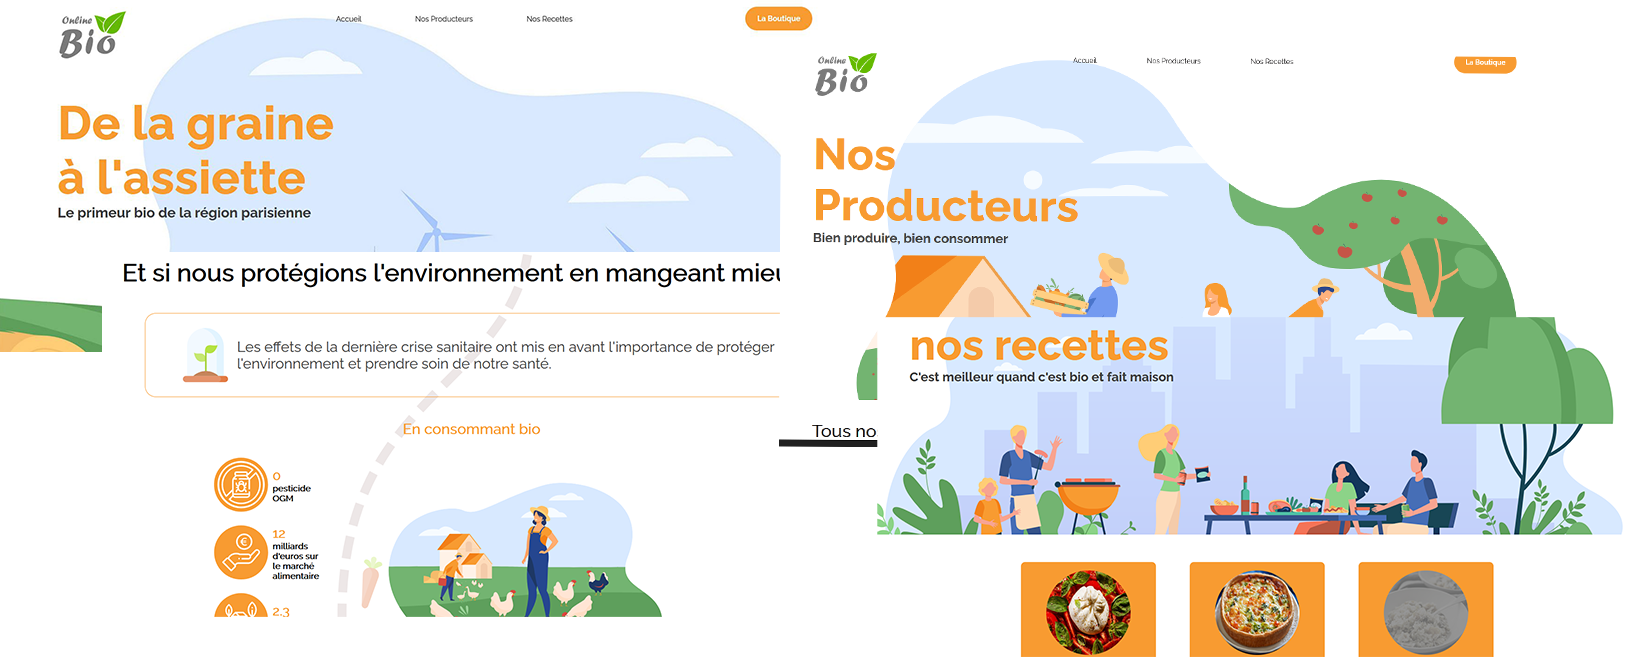 Online
Bio
Accueil
Nos Producteurs
Nos Recettes
La Boutique
De la graine
à l'assiette
Le primeur bio de la région parisienne
Et si nous protégions l'environnement en mangeant
Les effets de la dernière crise sanitaire ont mis en avant l'importance de protéger
l'environnement et prendre soin de notre santé.
En consommant bio
0
pesticide
OGM
12
milliards
d'euros sur
le marché
alimentaire
2,3
Online
Bio
Accueil
Nos Producteurs
Nos Recettes
La Boutique
Nos
Producteurs
Bien produire, bien consommer
Tous no
nos recettes
C'est meilleur quand c'est bio et fait maison